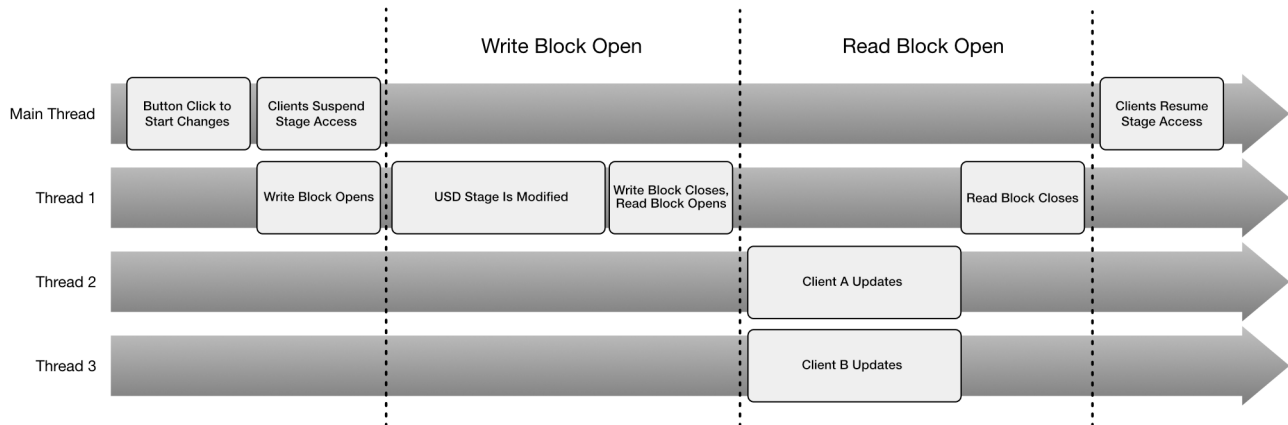 Write Block Open
Read Block Open
Main Thread
Button Click to
Start Changes
Clients Suspend
Stage Access
Clients Resume
Stage Access
Thread 1
Write Block Opens
USD Stage Is Modified
Write Block Closes,
Read Block Opens
Read Block Closes
Thread 2
Client A Updates
Thread 3
Client B Updates